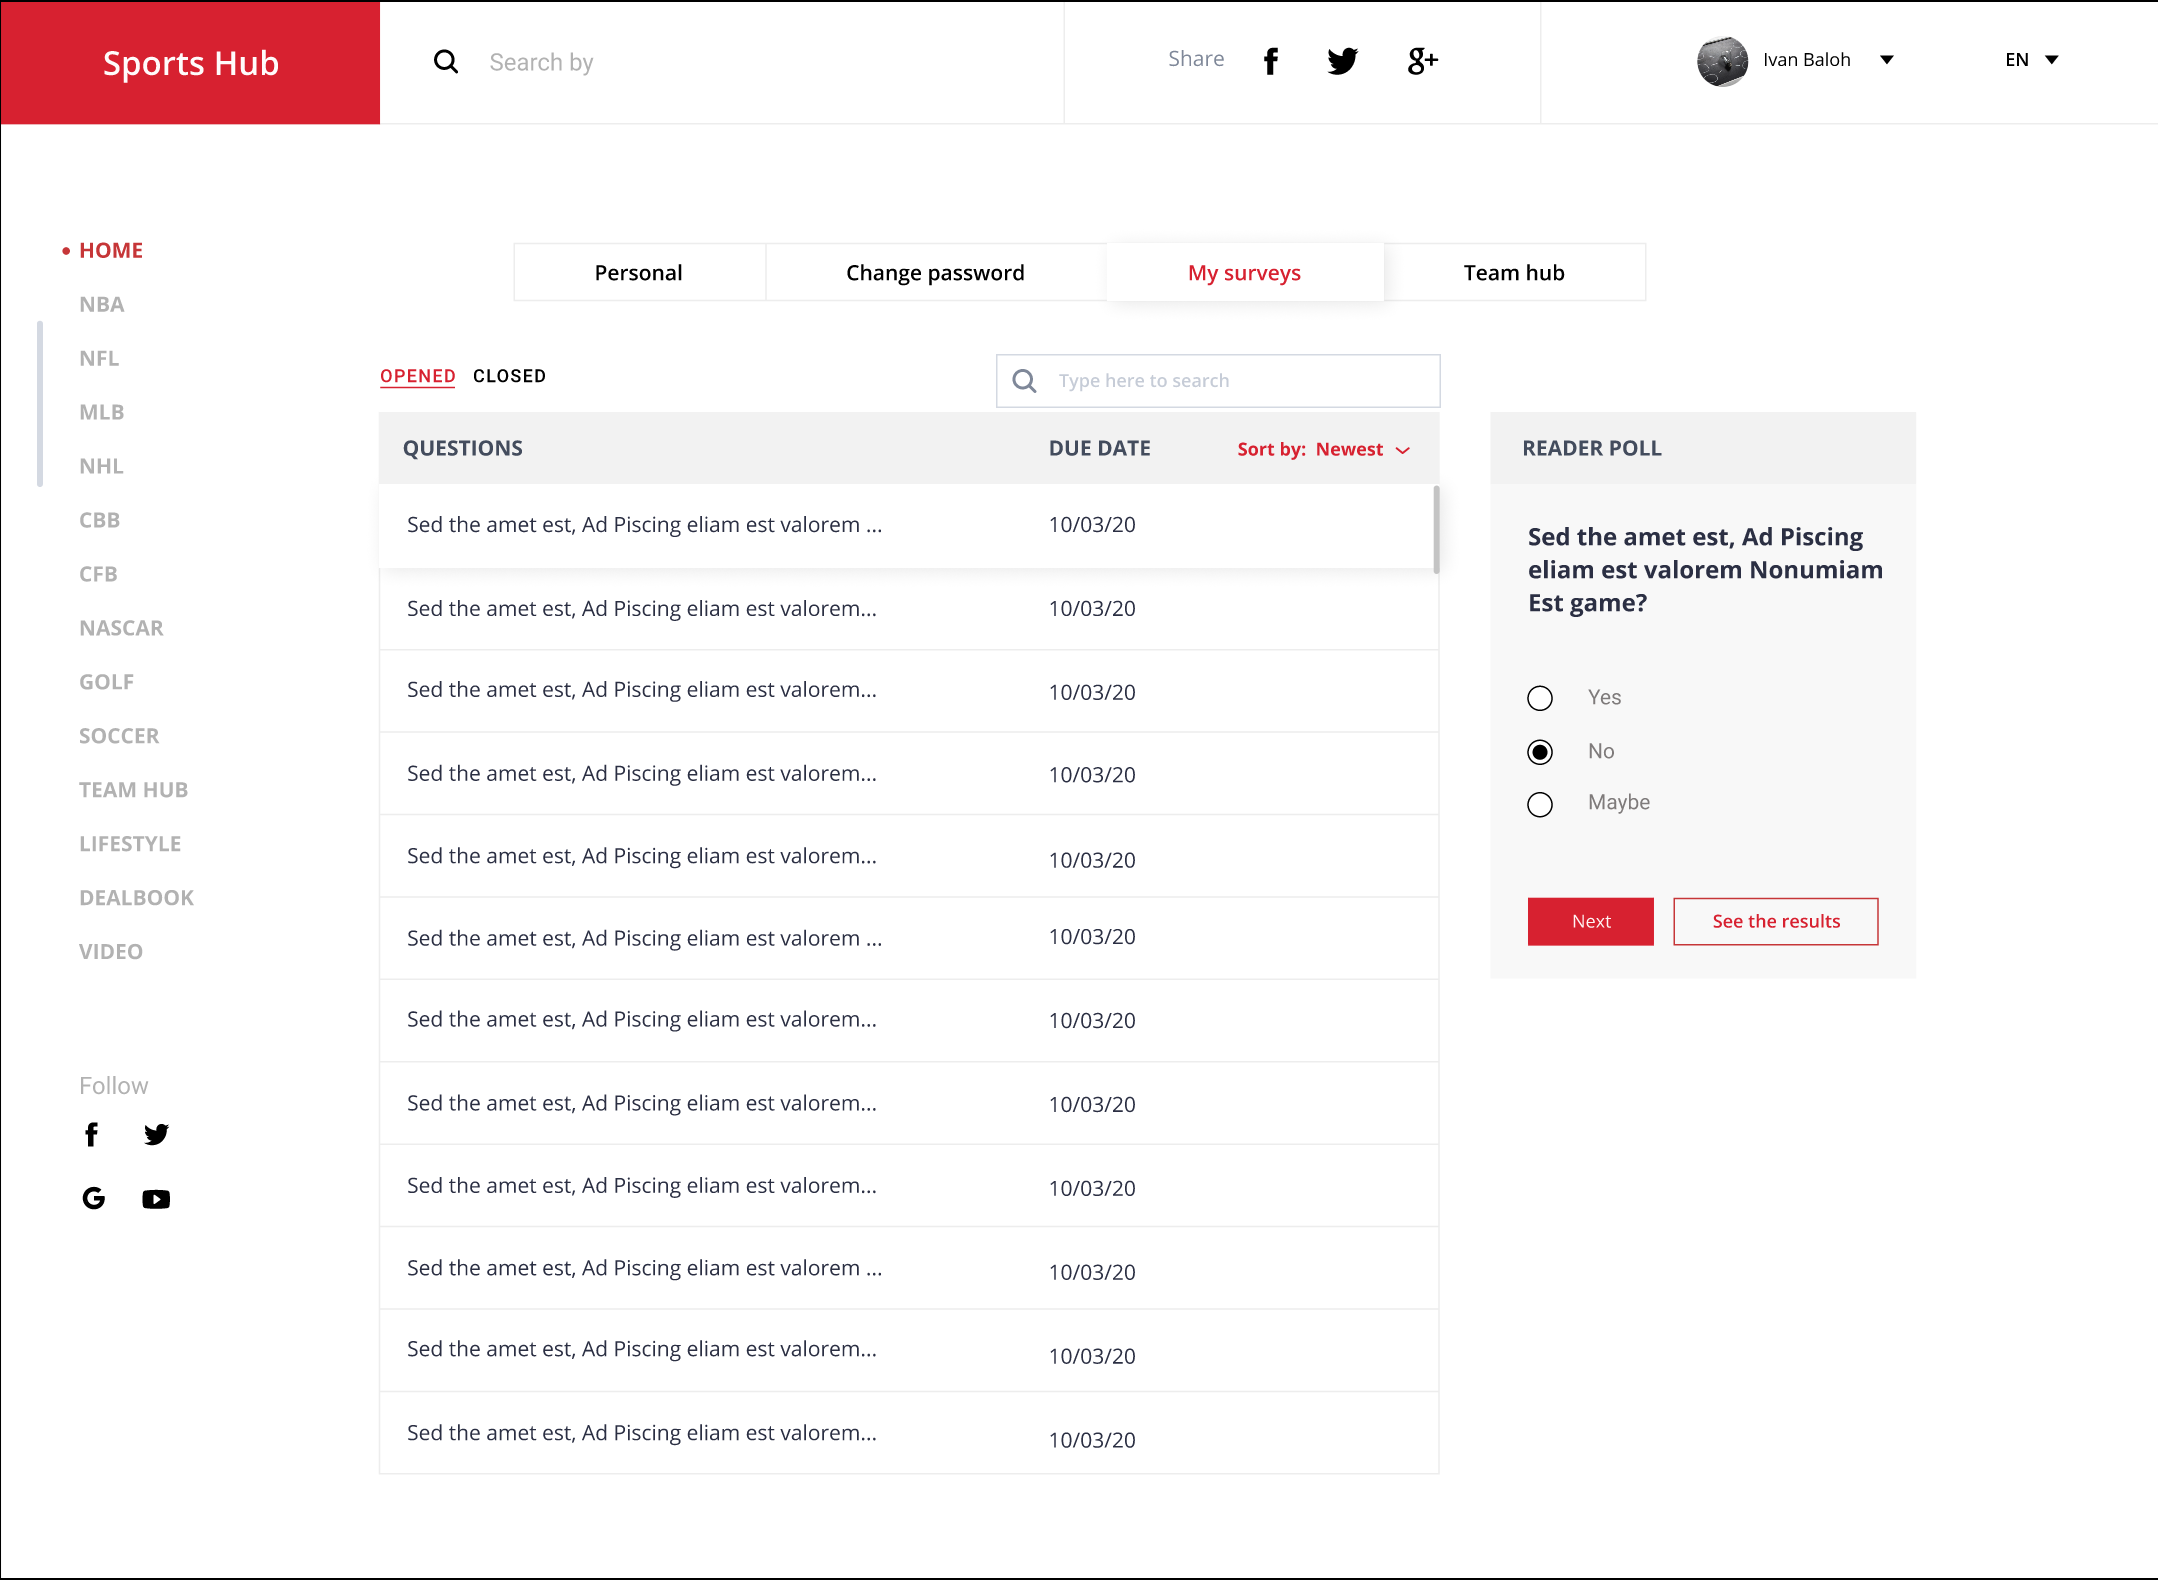 Sports Hub
Search by
Share
Ivan Baloh
EN
HOME
NBA
NFL
MLB
NHL
CBB
CFB
NASCAR
GOLF
SOCCER
TEAM HUB
LIFESTYLE
DEALBOOK
VIDEO
Follow
Personal Change password My surveys Team hub
OPENED CLOSED
Type here to search
QUESTIONS DUE DATE Sort by: Newest
Sed the amet est, Ad Piscing eliam est valorem ... 10/03/20
Sed the amet est, Ad Piscing eliam est valorem... 10/03/20
Sed the amet est, Ad Piscing eliam est valorem... 10/03/20
Sed the amet est, Ad Piscing eliam est valorem... 10/03/20
Sed the amet est, Ad Piscing eliam est valorem... 10/03/20
Sed the amet est, Ad Piscing eliam est valorem ... 10/03/20
Sed the amet est, Ad Piscing eliam est valorem... 10/03/20
Sed the amet est, Ad Piscing eliam est valorem... 10/03/20
Sed the amet est, Ad Piscing eliam est valorem... 10/03/20
Sed the amet est, Ad Piscing eliam est valorem ... 10/03/20
Sed the amet est, Ad Piscing eliam est valorem... 10/03/20
Sed the amet est, Ad Piscing eliam est valorem... 10/03/20
READER POLL
Sed the amet est, Ad Piscing
eliam est valorem Nonumiam
Est game?
Yes
No
Maybe
Next See the results